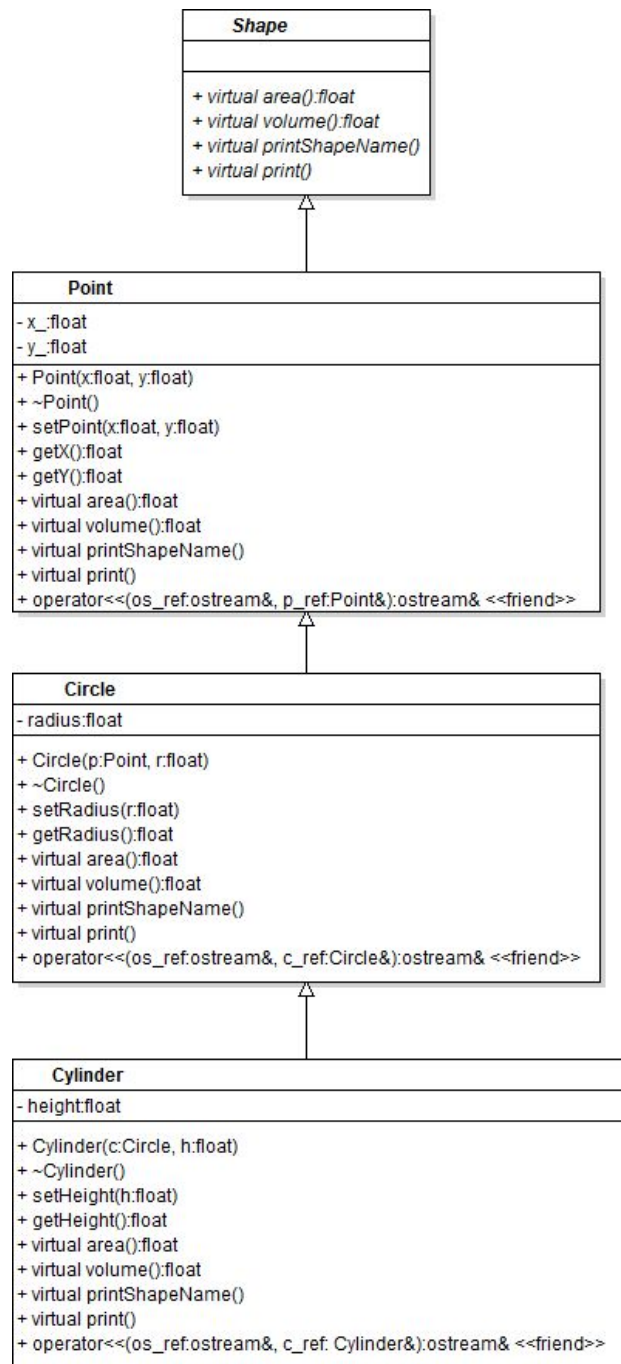 Shape
+ virtual area():float
+ virtual volume():float
+ virtual printShapeName()
+ virtual print()
Point
- x_:float
- y_:float
+ Point(x:float, y:float)
+ ~Point()
+ setPoint(x:float, y:float)
+ getX():float
+ getY():float
+ virtual area():float
+ virtual volume():float
+ virtual printShapeName()
+ virtual print()
+ operator<<(os_ref:ostream&, p_ref:Point&):ostream& <<friend>>
Circle
- radius:float
+ Circle(p:Point, r:float)
+ ~Circle()
+ setRadius(r:float)
+ getRadius():float
+ virtual area():float
+ virtual volume():float
+ virtual printShapeName()
+ virtual print()
+ operator<<(os_ref:ostream&, c_ref:Circle&):ostream& <<friend>>
Cylinder
- height:float
+ Cylinder(c:Circle, h:float)
+ ~Cylinder()
+ setHeight(h:float)
+ getHeight():float
+ virtual area():float
+ virtual volume():float
+ virtual printShapeName()
+ virtual print()
+ operator<<(os_ref:ostream&, c_ref: Cylinder&):ostream& <<friend>>